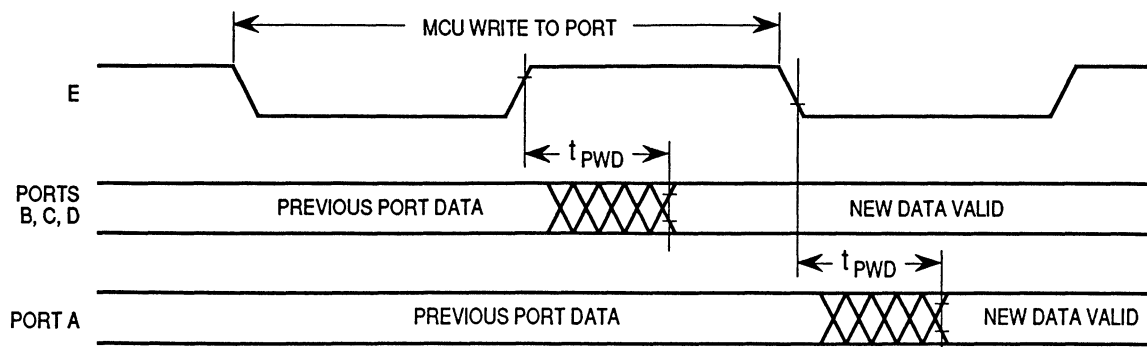 MCU WRITE TO PORT
E
t PWD
PORTS
B, C, D
PREVIOUS PORT DATA
NEW DATA VALID
t PWD
PORT A
PREVIOUS PORT DATA
NEW DATA VALID